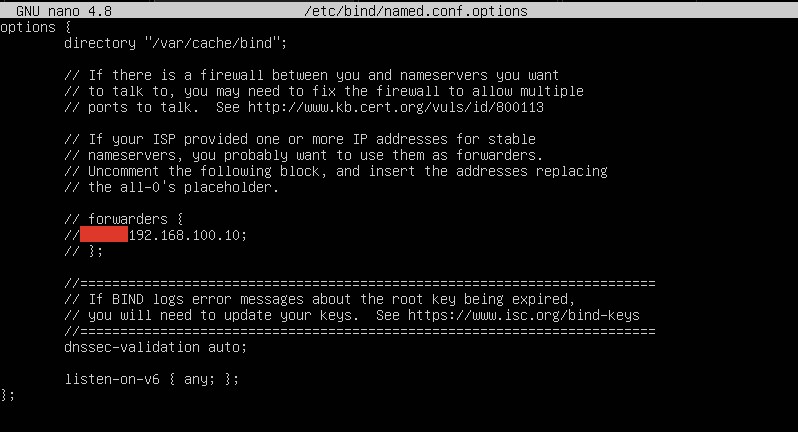 GNU nano 4.8 /etc/bind/named.conf.options
options {
directory "/var/cache/bind";
// If there is a firewall between you and nameservers you want
// to talk to, you may need to fix the firewall to allow multiple
// ports to talk.  See http://www.kb.cert.org/vuls/id/800113
// If your ISP provided one or more IP addresses for stable
// nameservers, you probably want to use them as forwarders.
// Uncomment the following block, and insert the addresses replacing
// the all-0's placeholder.
// forwarders {
// 192.168.100.10;
// };
//========================================================================
// If BIND logs error messages about the root key being expired,
// you will need to update your keys.  See https://www.isc.org/bind-keys
//========================================================================
dnssec-validation auto;
listen-on-v6 { any; };
};